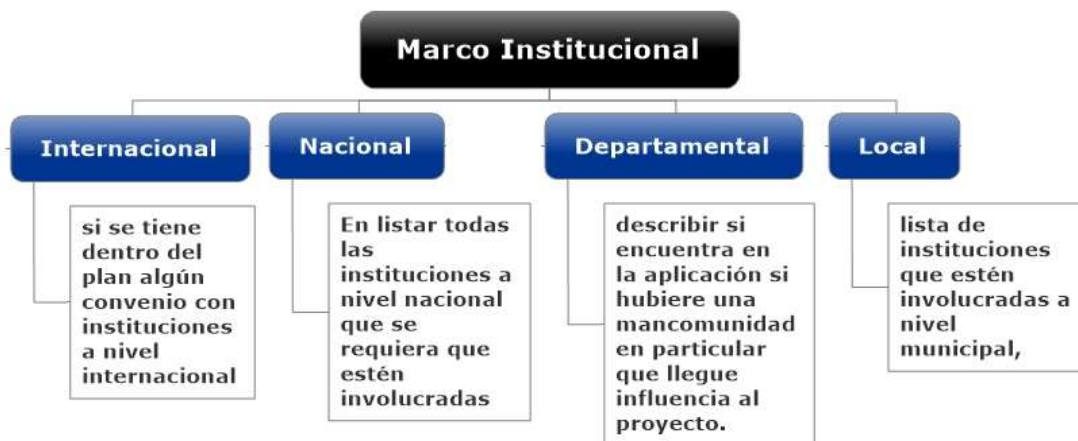 Marco Institucional
Internacional
si se tiene
dentro del
plan algún
convenio con
instituciones
a nivel
internacional
Nacional
En listar todas
las
instituciones a
nivel nacional
que se
requiera que
estén
involucradas
Departamental
describir si
encuentra en
la aplicación si
hubiere una
mancomunidad
en particular
que llegue
influencia al
proyecto.
Local
lista de
instituciones
que estén
involucradas a
nivel
municipal,